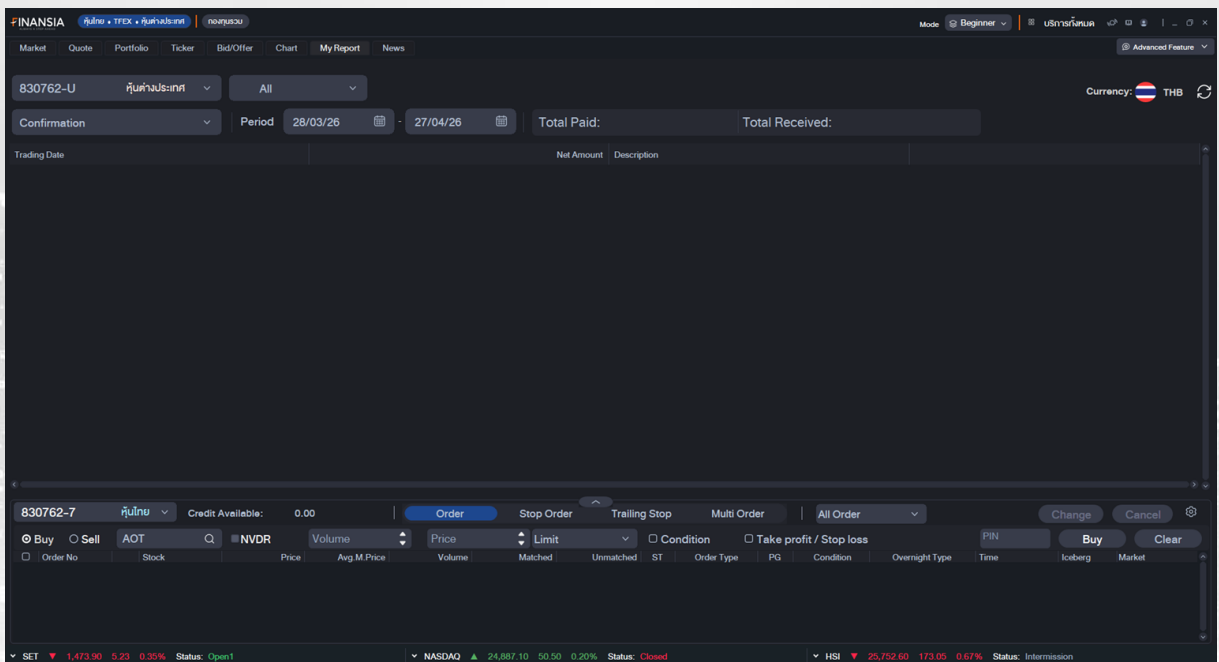 FINANSIA หุ้นไทย • TFEX • หุ้นต่างประเทศ กองทุนรวม Mode Beginner บริการทั้งหมด
Market Quote Portfolio Ticker Bid/Offer Chart My Report News Advanced Feature
830762-U หุ้นต่างประเทศ All Currency: THB
Confirmation Period 28/03/26 - 27/04/26 Total Paid: Total Received:
Trading Date Net Amount Description
830762-7 หุ้นไทย Credit Available: 0.00 Order Stop Order Trailing Stop Multi Order All Order Change Cancel
Buy Sell AOT NVDR Volume Price Limit Condition Take profit / Stop loss PIN Buy Clear
Order No Stock Price Avg.M.Price Volume Matched Unmatched ST Order Type PG Condition Overnight Type Time Iceberg Market
SET ▼ 1,473.90 5.23 0.35% Status: Open1 NASDAQ ▲ 24,887.10 50.50 0.20% Status: Closed HSI ▼ 25,752.60 173.05 0.67% Status: Intermission